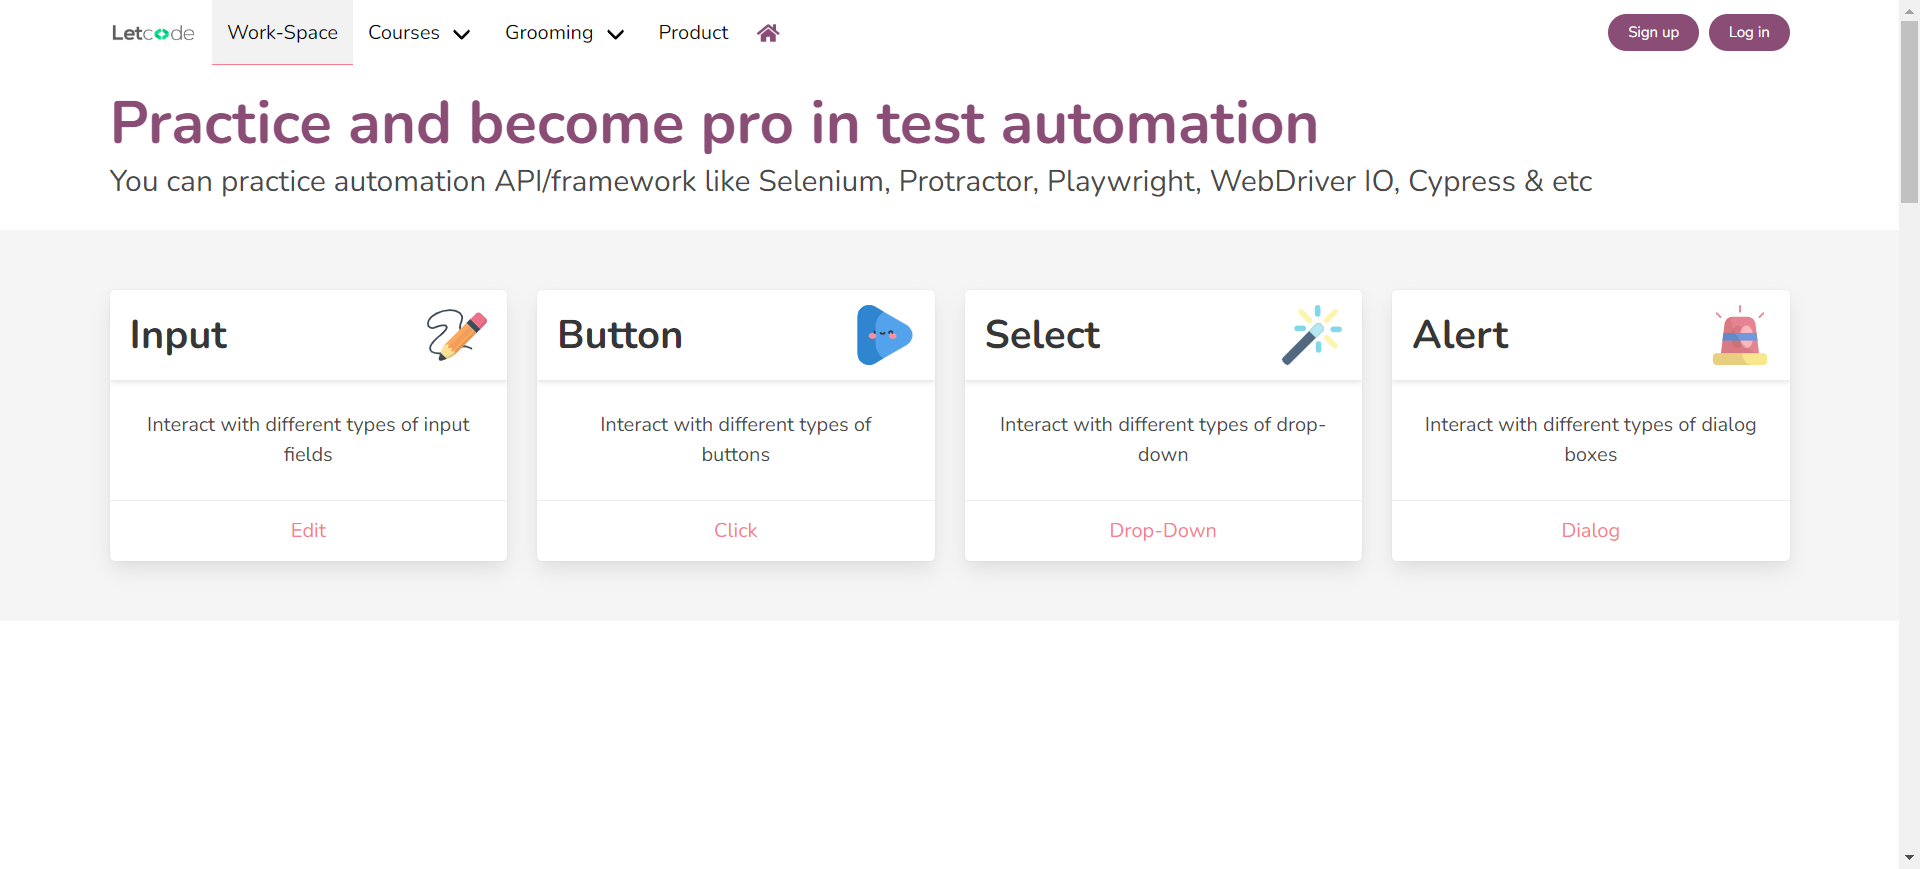 Letcode Work-Space Courses Grooming Product Sign up Log in
Practice and become pro in test automation
You can practice automation API/framework like Selenium, Protractor, Playwright, WebDriver IO, Cypress & etc
Input
Interact with different types of input
fields
Edit
Button
Interact with different types of
buttons
Click
Select
Interact with different types of drop-
down
Drop-Down
Alert
Interact with different types of dialog
boxes
Dialog